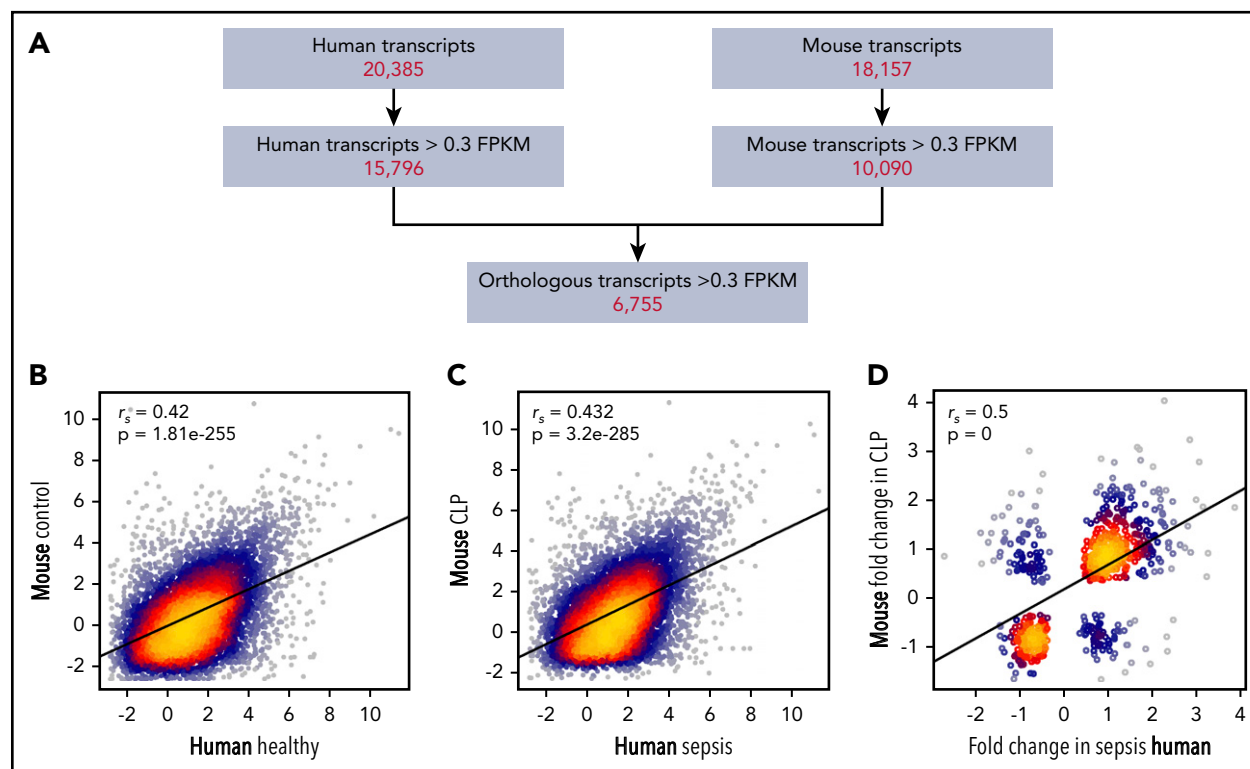 A
Human transcripts
20,385
Mouse transcripts
18,157
Human transcripts > 0.3 FPKM
15,796
Mouse transcripts > 0.3 FPKM
10,090
Orthologous transcripts >0.3 FPKM
6,755
B
rs = 0.42
p = 1.81e-255
Mouse control
10
8
6
4
2
0
-2
-2 0 2 4 6 8 10
Human healthy
C
rs = 0.432
p = 3.2e-285
Mouse CLP
10
8
6
4
2
0
-2
-2 0 2 4 6 8 10
Human sepsis
D
rs = 0.5
p = 0
Mouse fold change in CLP
4
3
2
1
0
-1
-2 -1 0 1 2 3 4
Fold change in sepsis human